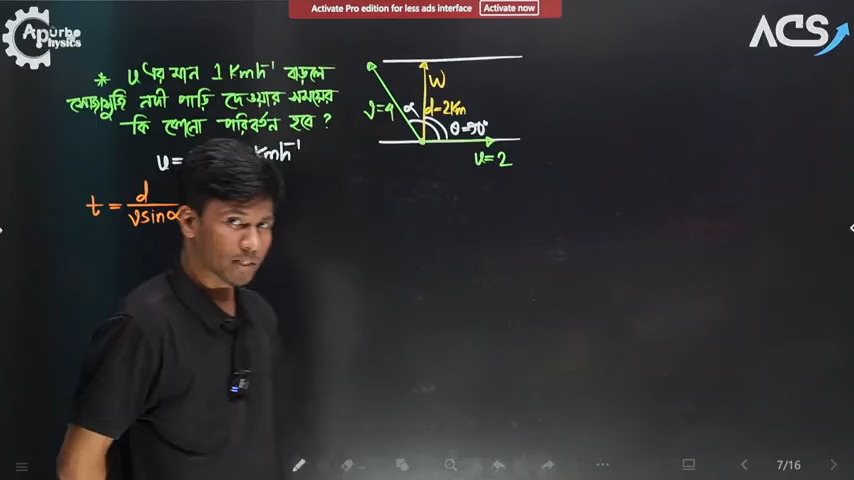 Activate Pro edition for less ads interface Activate now
Apurbo Physics
ACS
* u এর মান 1 Kmh⁻¹ বাড়লে
সোজাসুজি নদী পাড়ি দেওয়ার সময়ের
কি কোনো পরিবর্তন হবে ?
u = Kmh⁻¹
t = d / v sin α
W
v = 4
α
d = 2Km
θ = 90°
u = 2
7/16